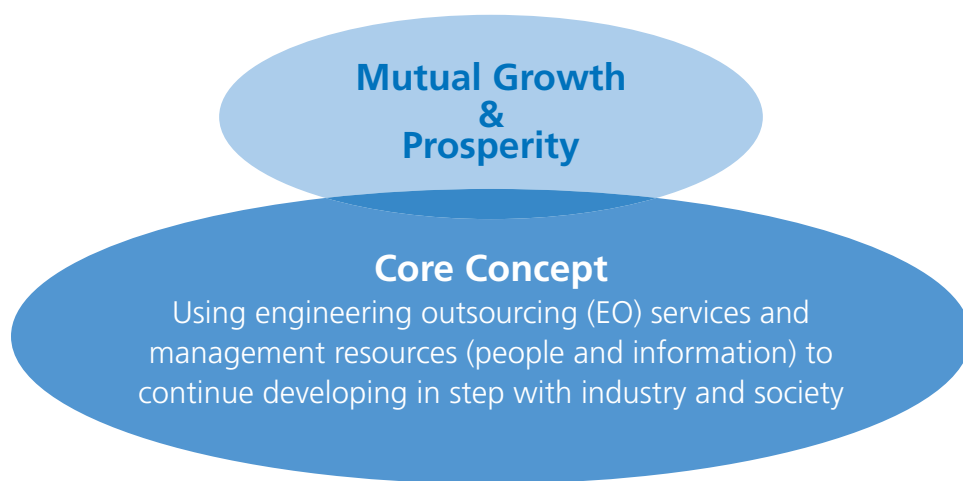 Mutual Growth
&
Prosperity
Core Concept
Using engineering outsourcing (EO) services and
management resources (people and information) to
continue developing in step with industry and society